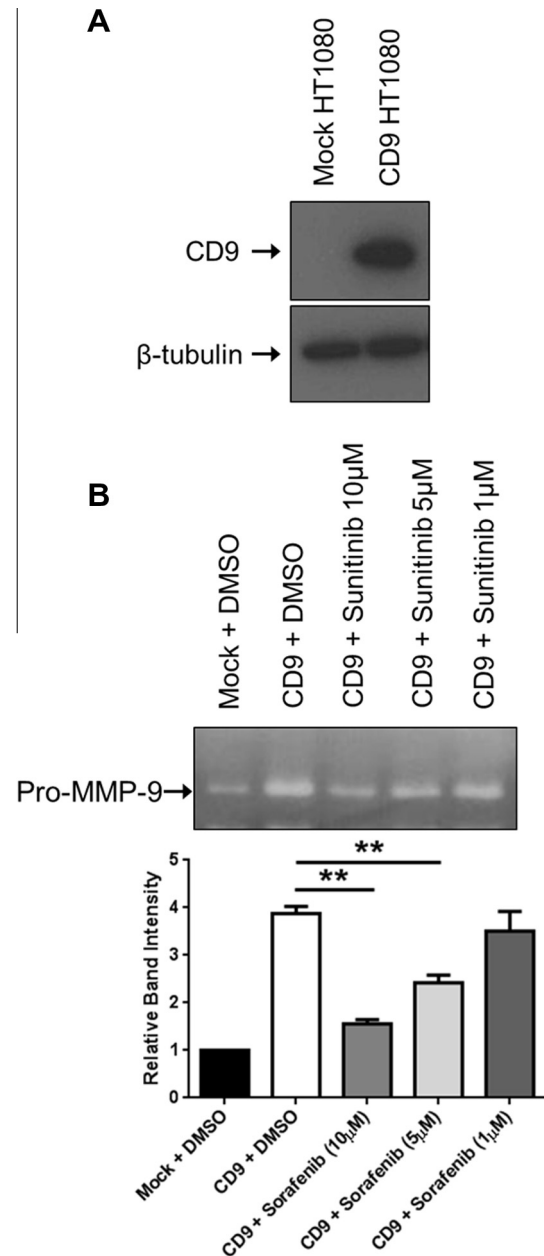 A
Mock HT1080
CD9 HT1080
CD9
β-tubulin
B
Mock + DMSO
CD9 + DMSO
CD9 + Sunitinib 10µM
CD9 + Sunitinib 5µM
CD9 + Sunitinib 1µM
Pro-MMP-9
**
**
Relative Band Intensity
5
4
3
2
1
0
Mock + DMSO
CD9 + DMSO
CD9 + Sorafenib (10µM)
CD9 + Sorafenib (5µM)
CD9 + Sorafenib (1µM)